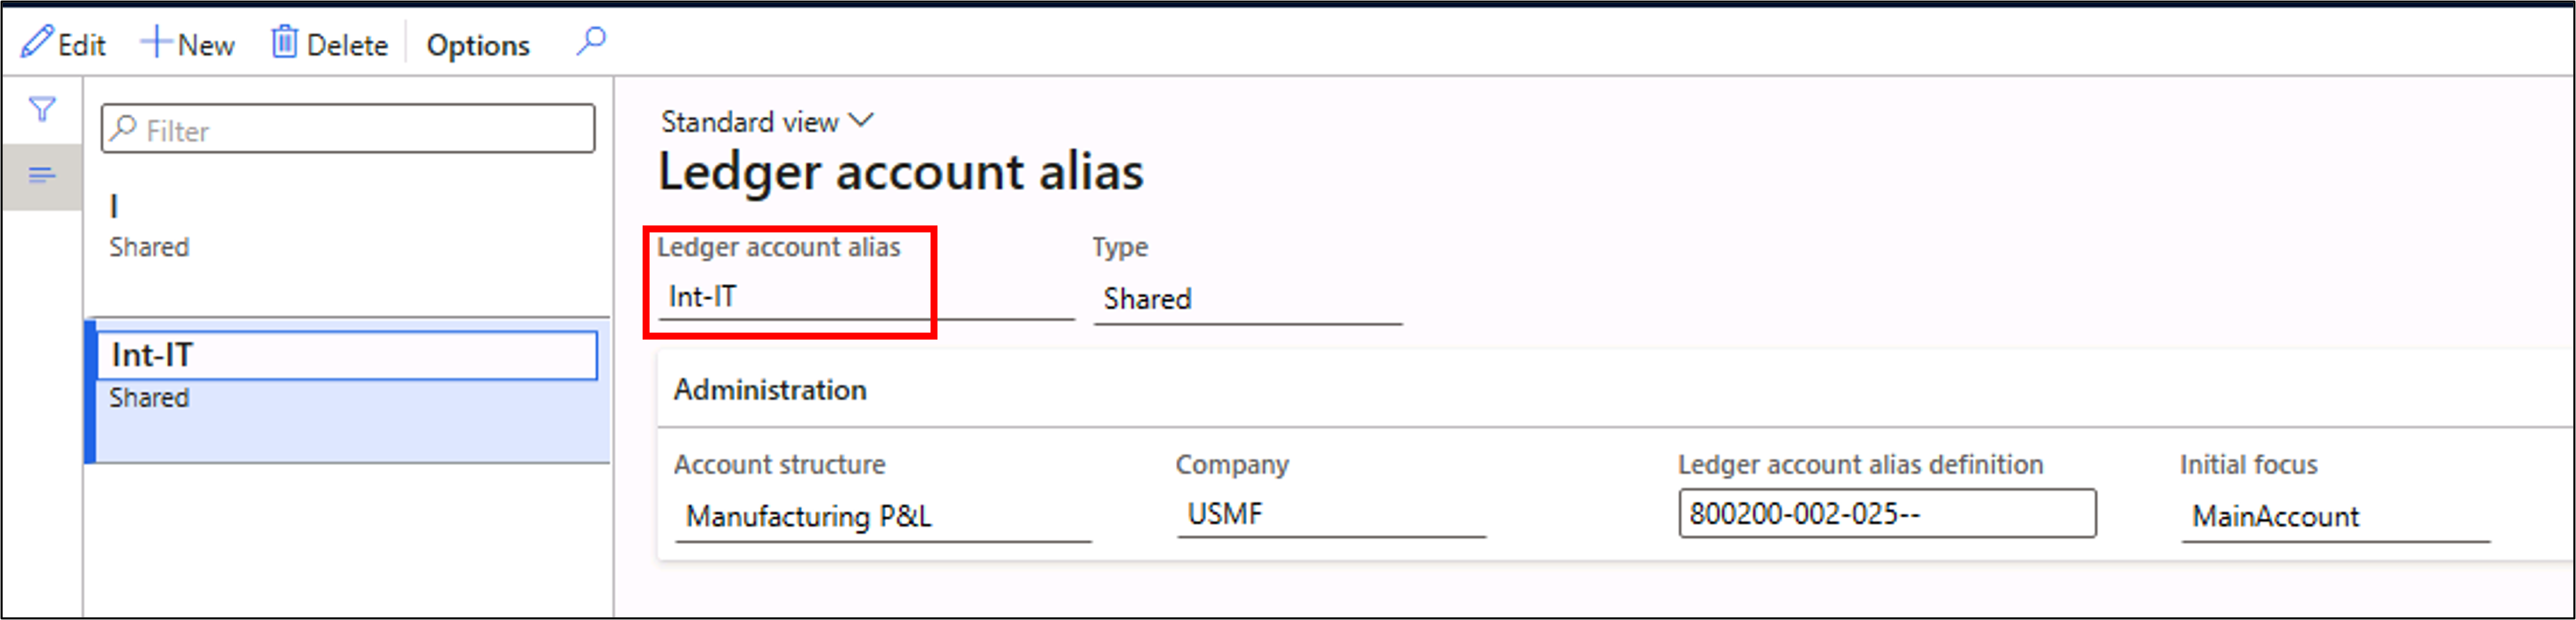 Edit New Delete Options
Filter
I
Shared
Int-IT
Shared
Standard view
Ledger account alias
Ledger account alias Type
Int-IT Shared
Administration
Account structure Company Ledger account alias definition Initial focus
Manufacturing P&L USMF 800200-002-025-- MainAccount